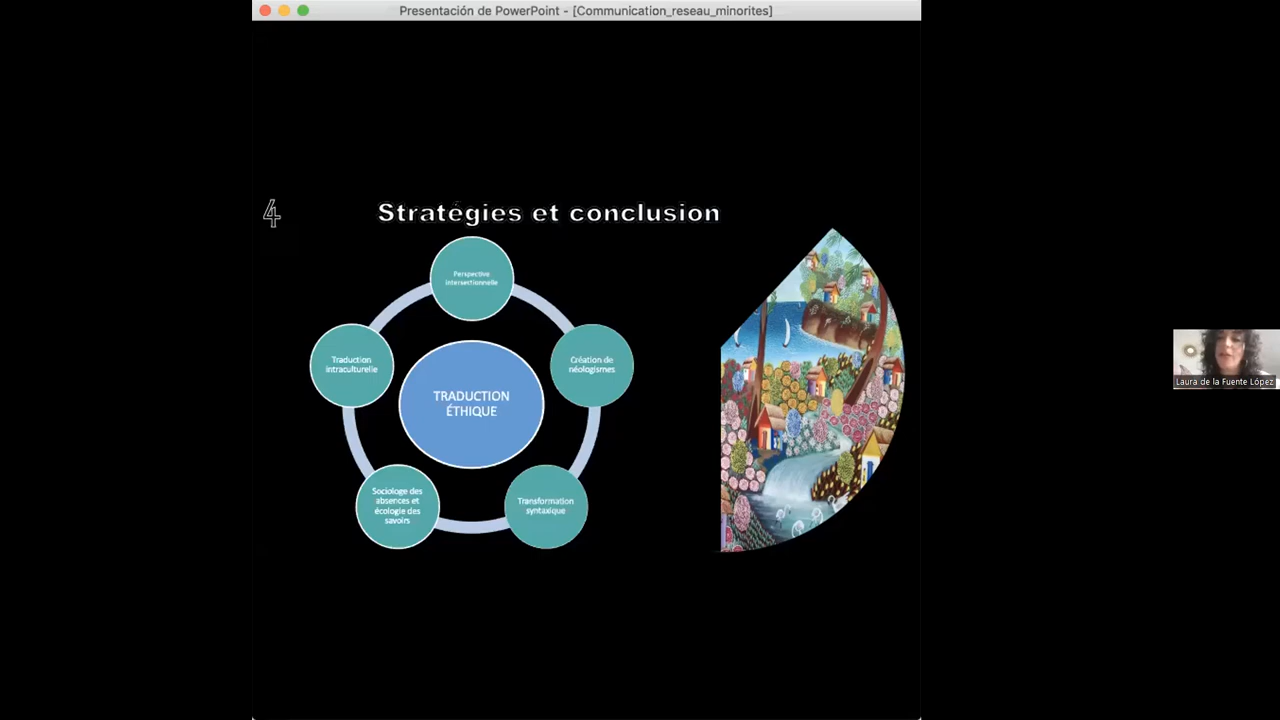 Presentación de PowerPoint - [Communication_reseau_minorites]
4
Stratégies et conclusion
Perspective
intersectionnelle
Création de
néologismes
Transformation
syntaxique
Sociologe des
absences et
écologie des
savoirs
Traduction
intraculturelle
TRADUCTION
ÉTHIQUE
Laura de la Fuente López